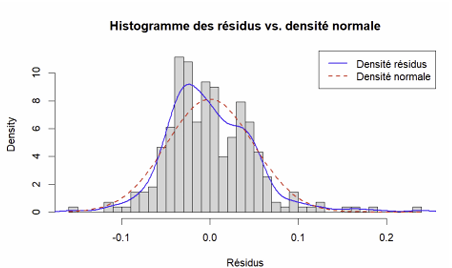 Histogramme des résidus vs. densité normale
Densité résidus
Densité normale
Density
10
8
6
4
2
0
-0.1 0.0 0.1 0.2
Résidus